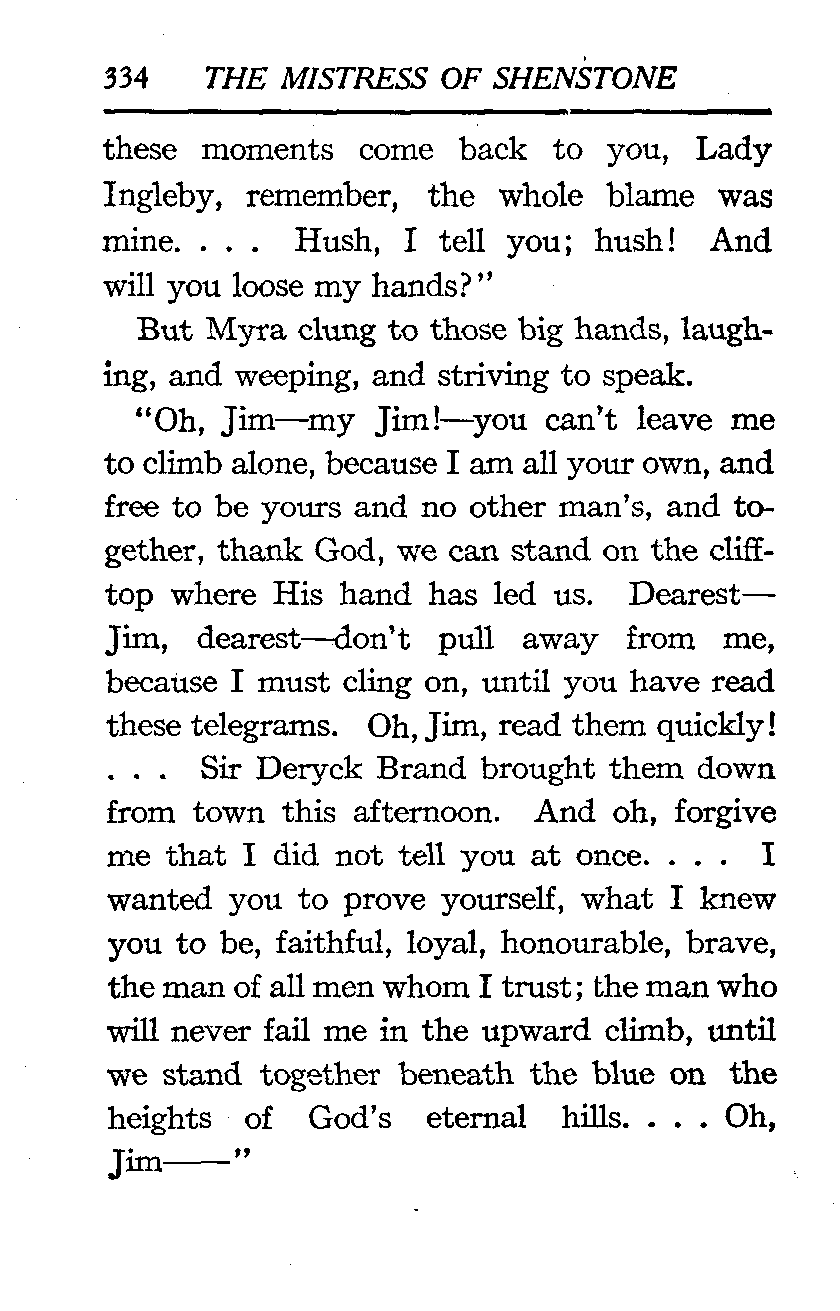 334 THE MISTRESS OF SHENSTONE
these moments come back to you, Lady
Ingleby, remember, the whole blame was
mine. . . . Hush, I tell you; hush! And
will you loose my hands?"
But Myra clung to those big hands, laugh-
ing, and weeping, and striving to speak.
"Oh, Jim—my Jim!—you can't leave me
to climb alone, because I am all your own, and
free to be yours and no other man's, and to-
gether, thank God, we can stand on the cliff-
top where His hand has led us. Dearest—
Jim, dearest—don't pull away from me,
because I must cling on, until you have read
these telegrams. Oh, Jim, read them quickly!
. . . Sir Deryck Brand brought them down
from town this afternoon. And oh, forgive
me that I did not tell you at once. . . . I
wanted you to prove yourself, what I knew
you to be, faithful, loyal, honourable, brave,
the man of all men whom I trust; the man who
will never fail me in the upward climb, until
we stand together beneath the blue on the
heights of God's eternal hills. . . . Oh,
Jim——"